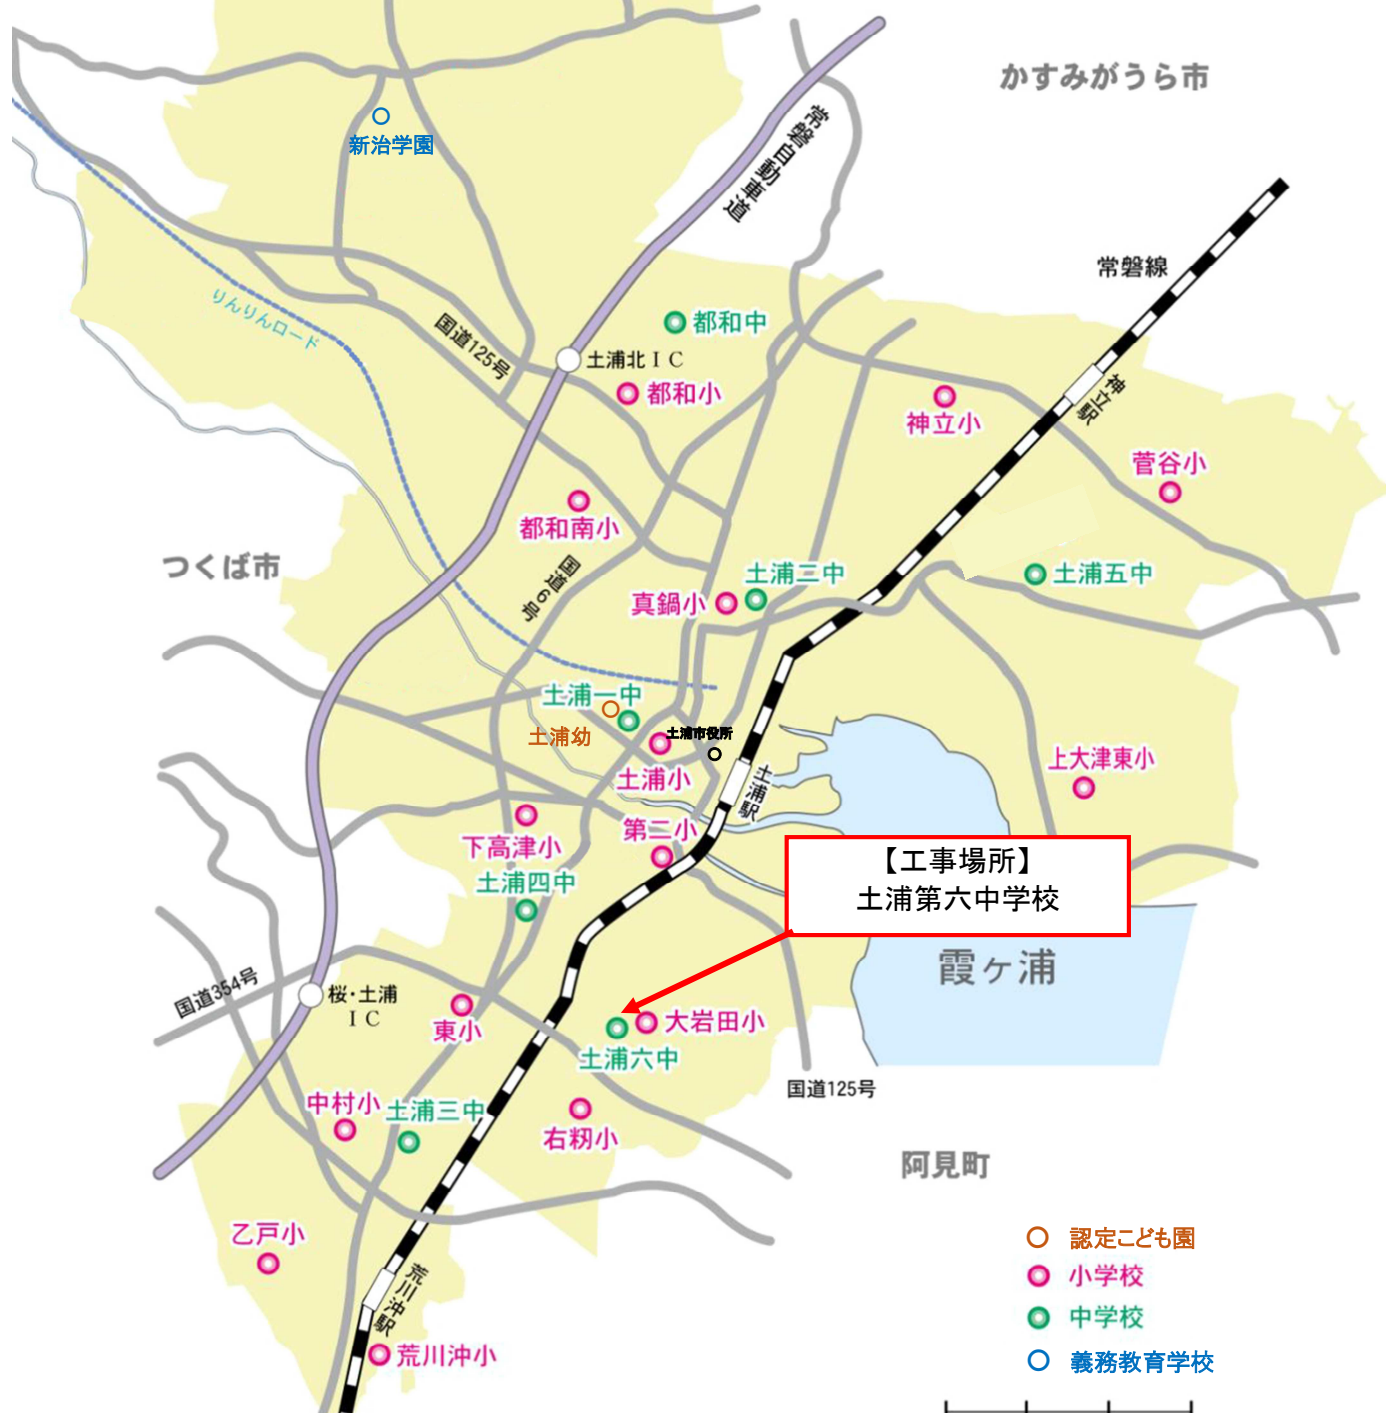 かすみがうら市
新治学園
常磐自動車道
常磐線
りんりんロード
国道125号
都和中
土浦北ＩＣ
都和小
神立駅
神立小
菅谷小
都和南小
つくば市
国道6号
土浦二中
土浦五中
真鍋小
土浦一中
土浦幼
土浦市役所
土浦小
土浦駅
上大津東小
第二小
下高津小
土浦四中
【工事場所】
土浦第六中学校
霞ヶ浦
国道354号
桜・土浦
ＩＣ
東小
大岩田小
土浦六中
国道125号
中村小
土浦三中
右籾小
阿見町
乙戸小
荒川沖駅
荒川沖小
認定こども園
小学校
中学校
義務教育学校